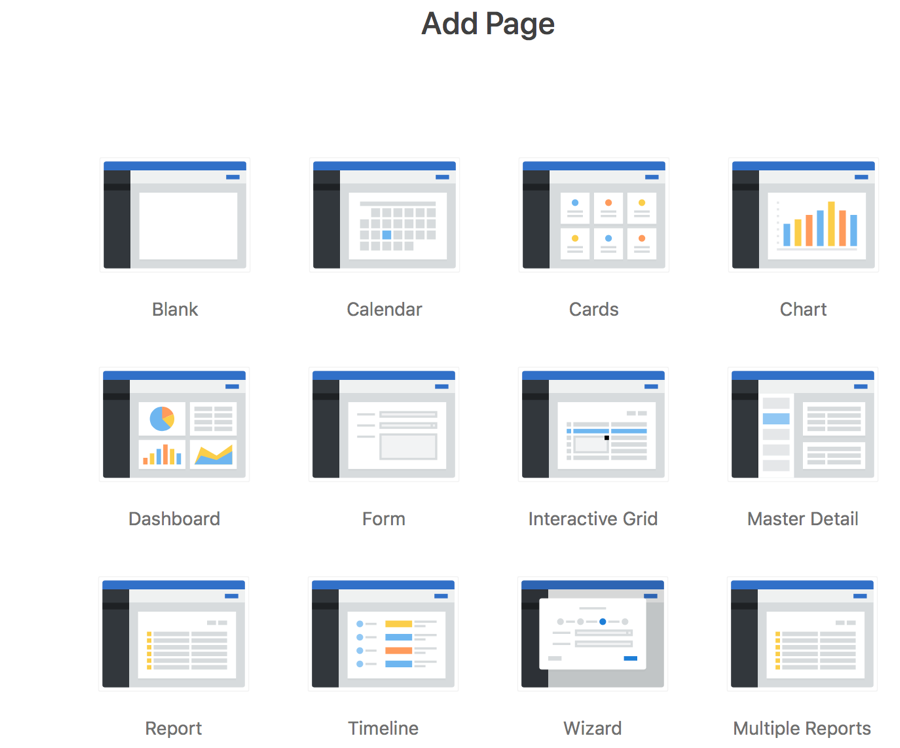 Add Page
Blank
Calendar
Cards
Chart
Dashboard
Form
Interactive Grid
Master Detail
Report
Timeline
Wizard
Multiple Reports